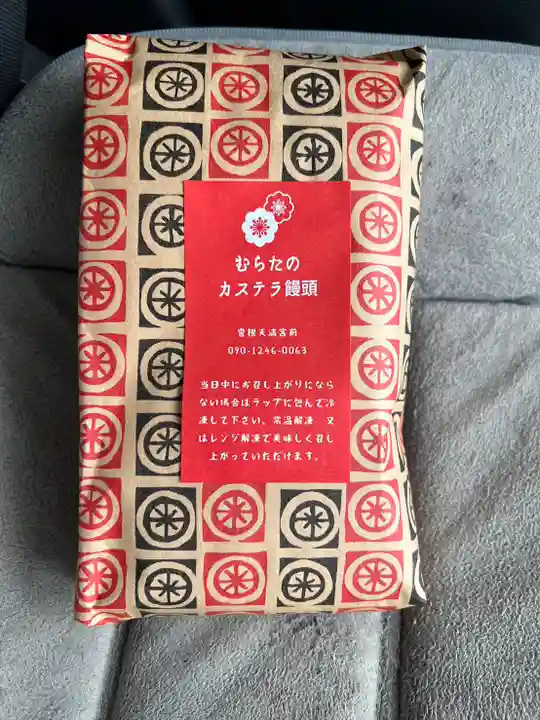 むらたの
カステラ饅頭
曽根天満宮前
090-1246-0063
当日中にお召し上がりになら
ない場合はラップに包んで冷
凍して下さい。常温解凍 又
はレンジ解凍で美味しく召し
上がっていただけます。